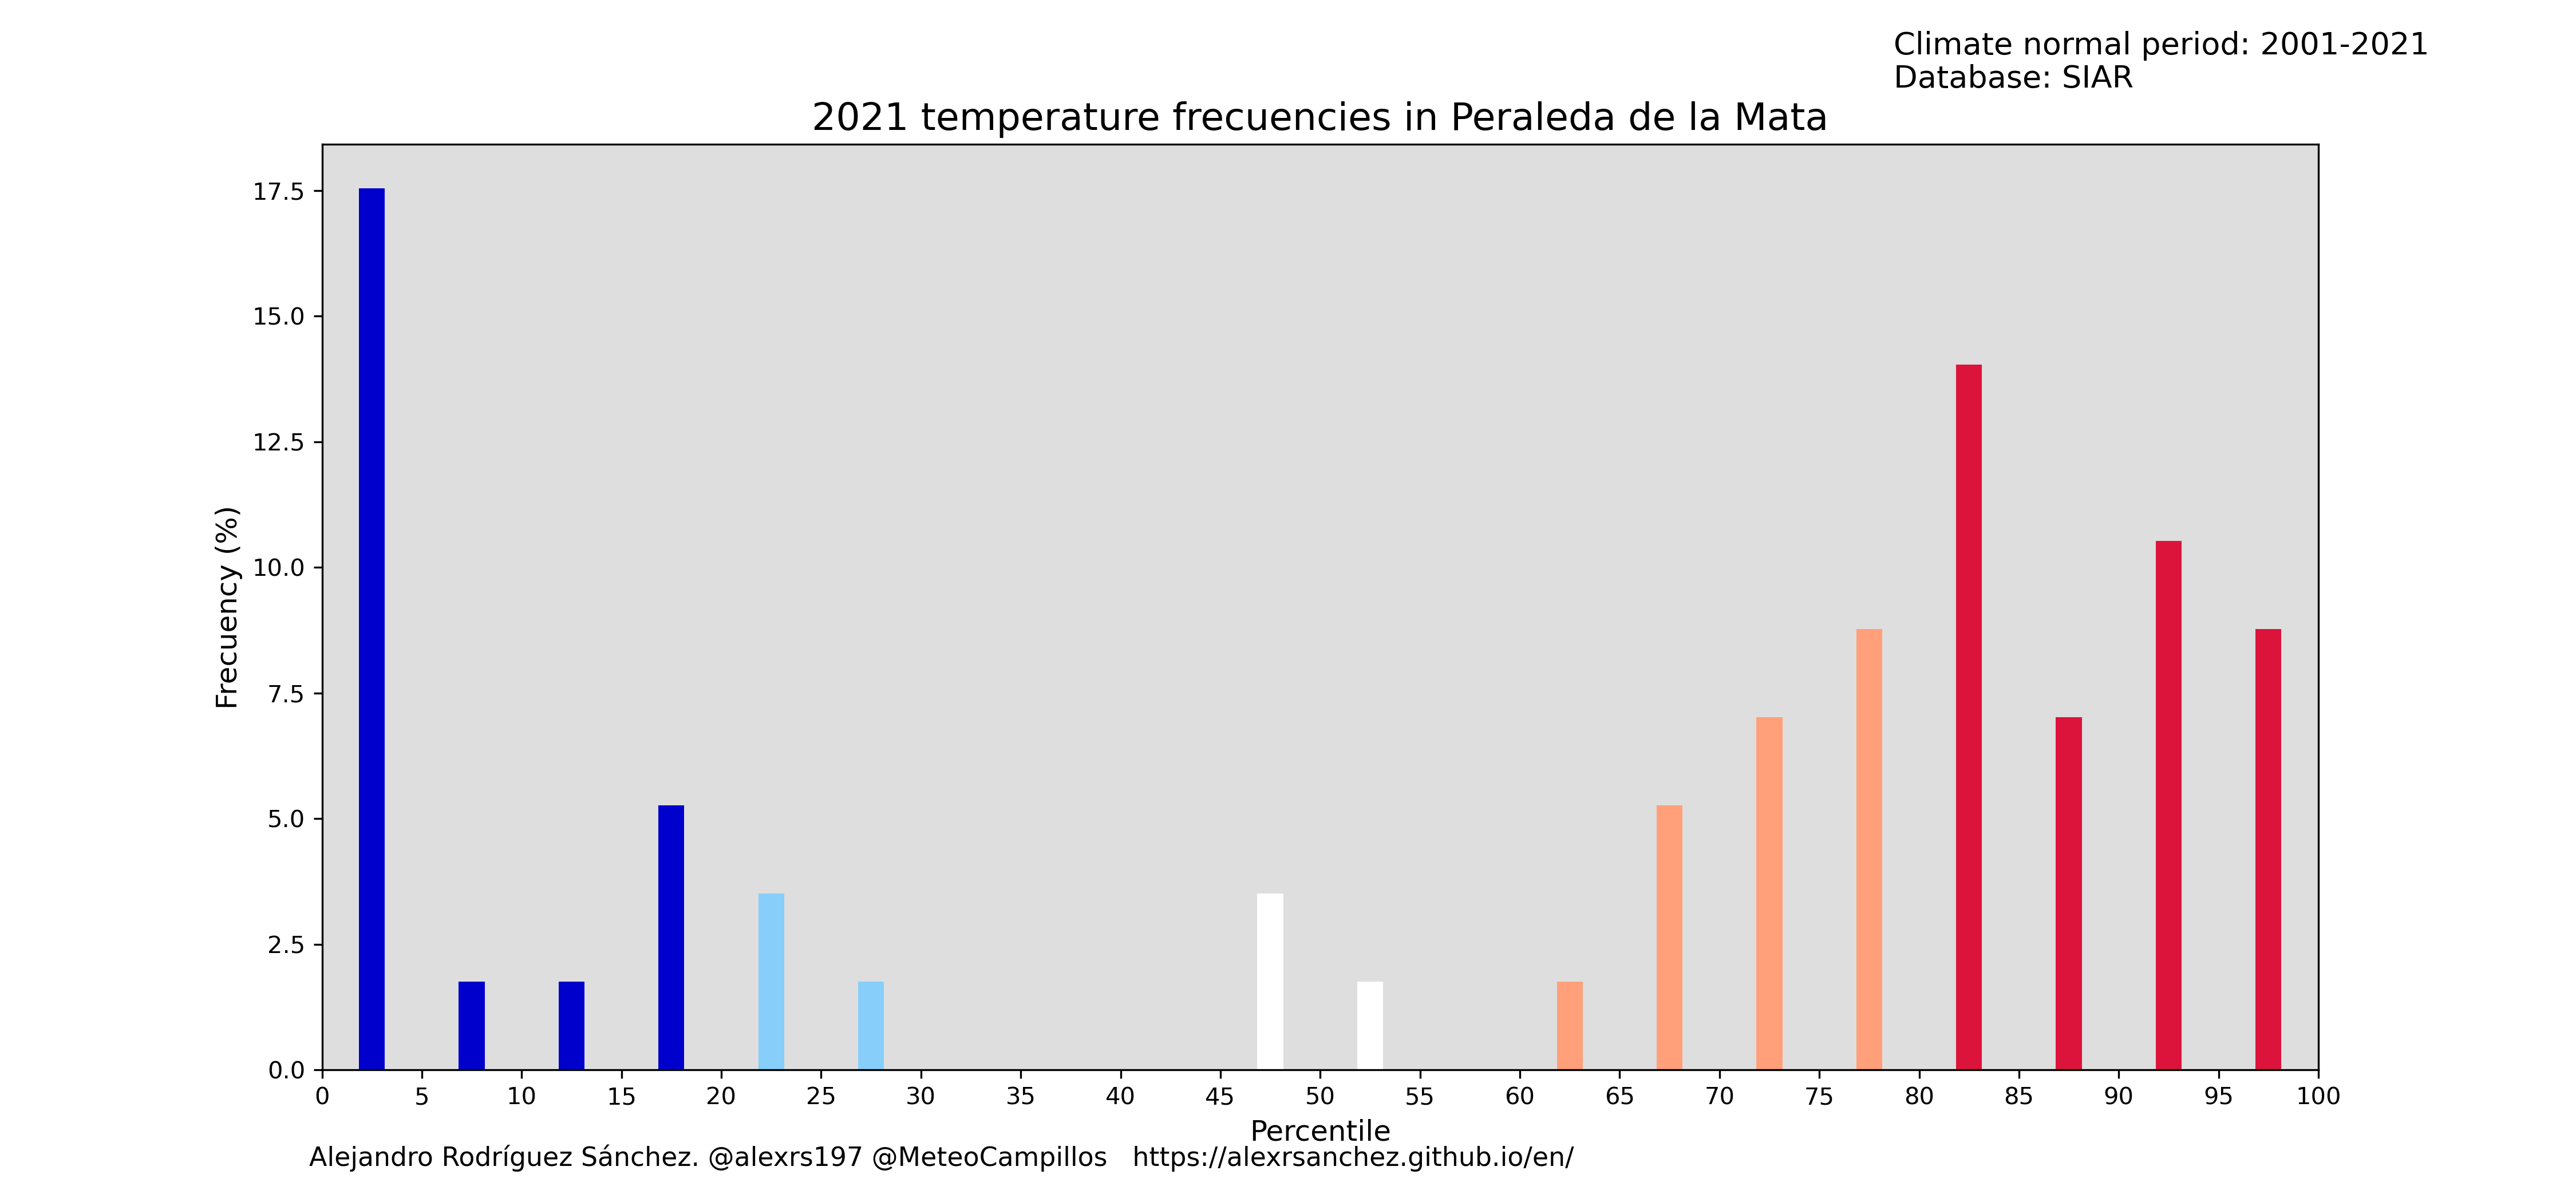 Climate normal period: 2001-2021
Database: SIAR
2021 temperature frecuencies in Peraleda de la Mata
17.5
15.0
12.5
10.0
7.5
5.0
2.5
0.0
Frecuency (%)
0 5 10 15 20 25 30 35 40 45 50 55 60 65 70 75 80 85 90 95 100
Percentile
Alejandro Rodríguez Sánchez. @alexrs197 @MeteoCampillos https://alexrsanchez.github.io/en/